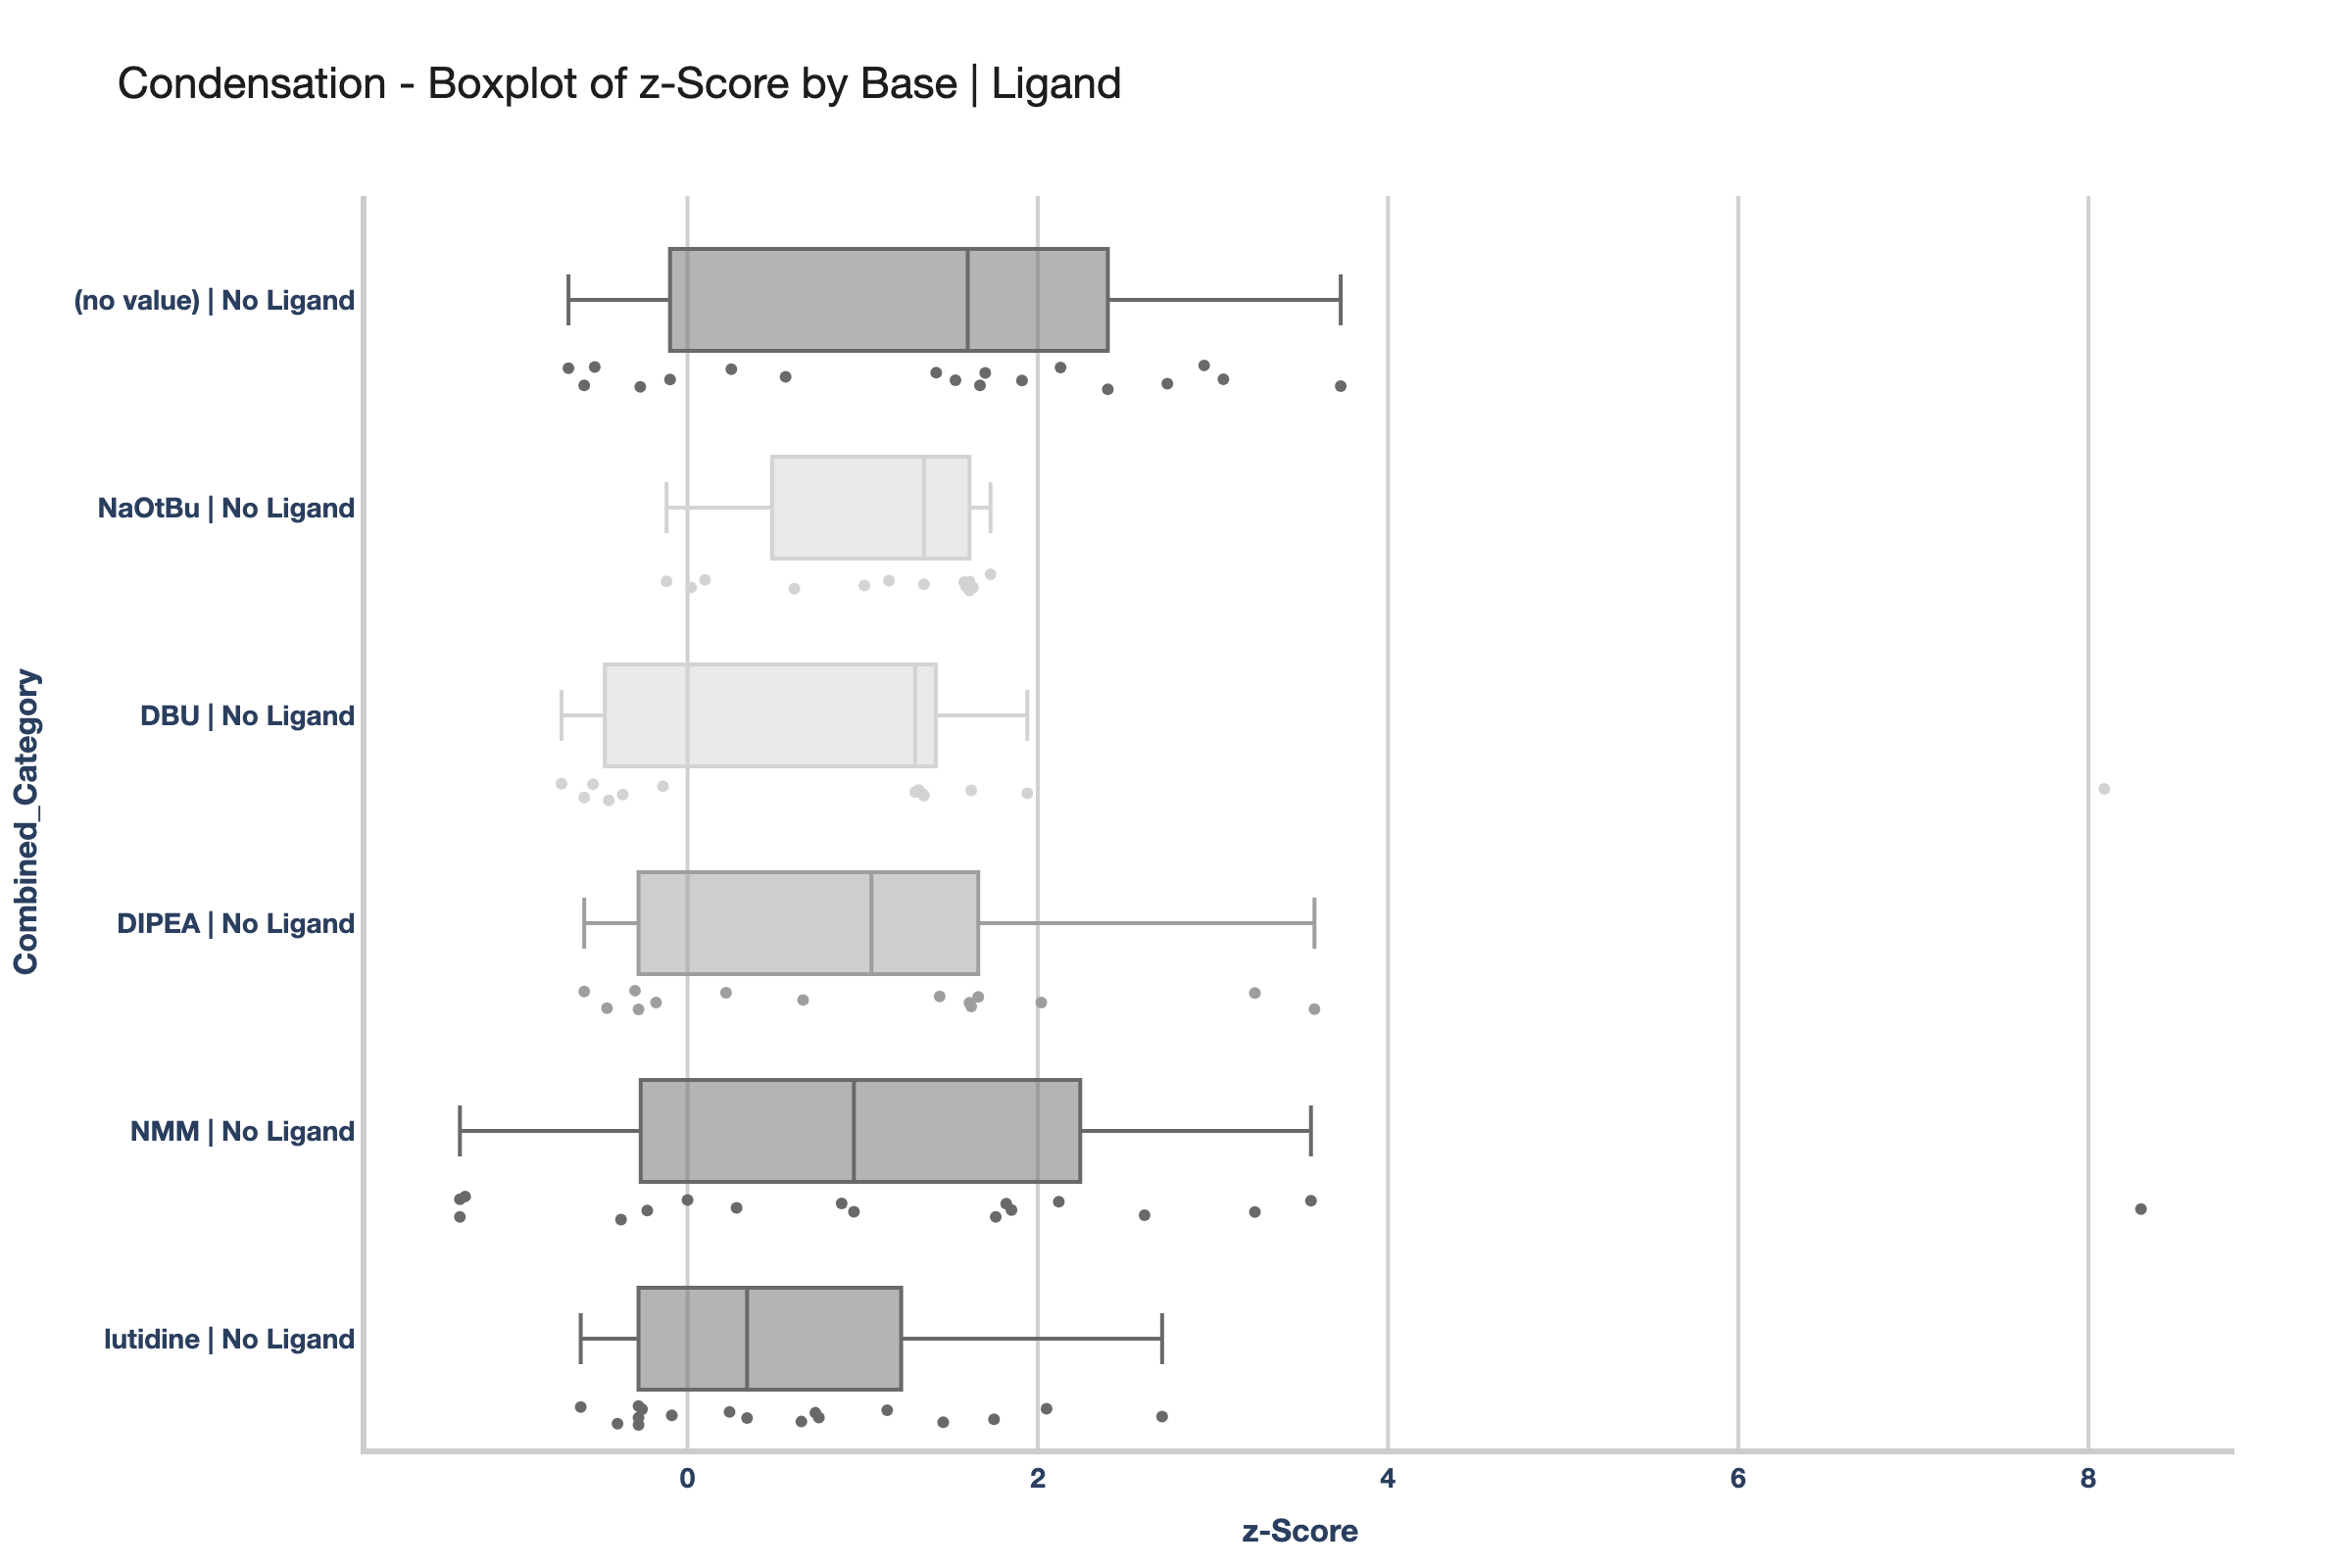 Condensation - Boxplot of z-Score by Base | Ligand
(no value) | No Ligand
NaOtBu | No Ligand
DBU | No Ligand
DIPEA | No Ligand
NMM | No Ligand
lutidine | No Ligand
Combined_Category
0 2 4 6 8
z-Score